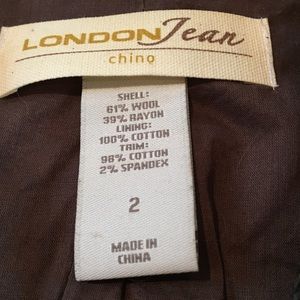 LONDON Jean
chino
SHELL:
61% WOOL
39% RAYON
LINING:
100% COTTON
TRIM:
98% COTTON
2% SPANDEX
2
MADE IN
CHINA